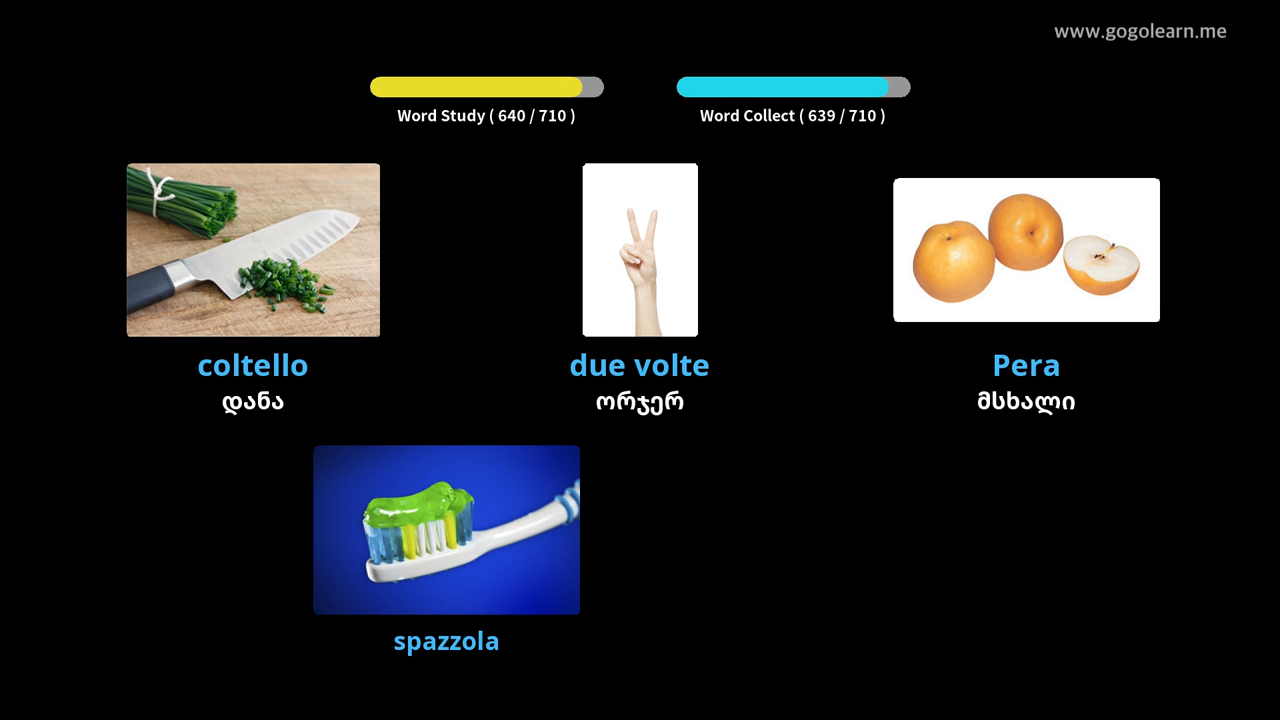 www.gogolearn.me
Word Study ( 640 / 710 )
Word Collect ( 639 / 710 )
coltello
due volte
Pera
დანა
ორჯერ
მსხალი
spazzola